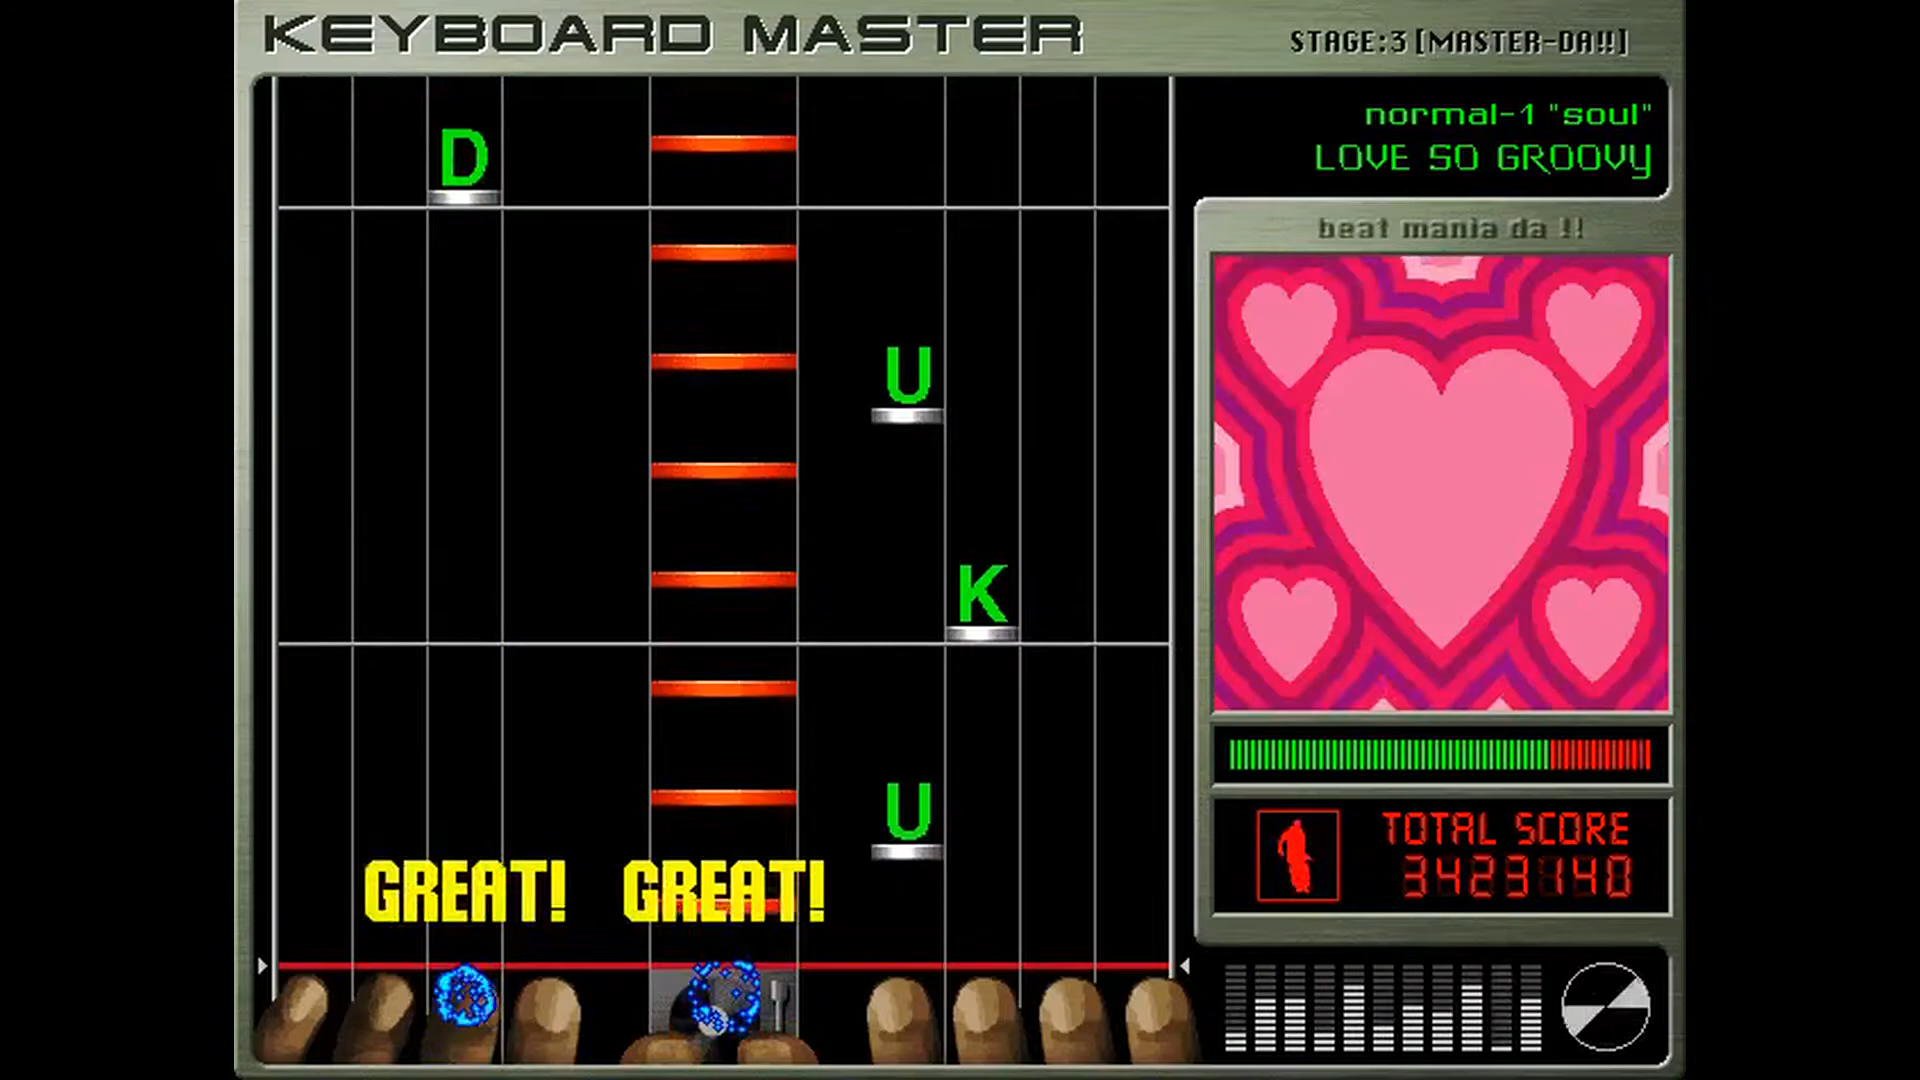 KEYBOARD MASTER
STAGE:3 [MASTER-DA!!]
normal-1 "soul"
LOVE SO GROOVY
beat mania da !!
D
U
K
U
GREAT! GREAT!
TOTAL SCORE
3423140